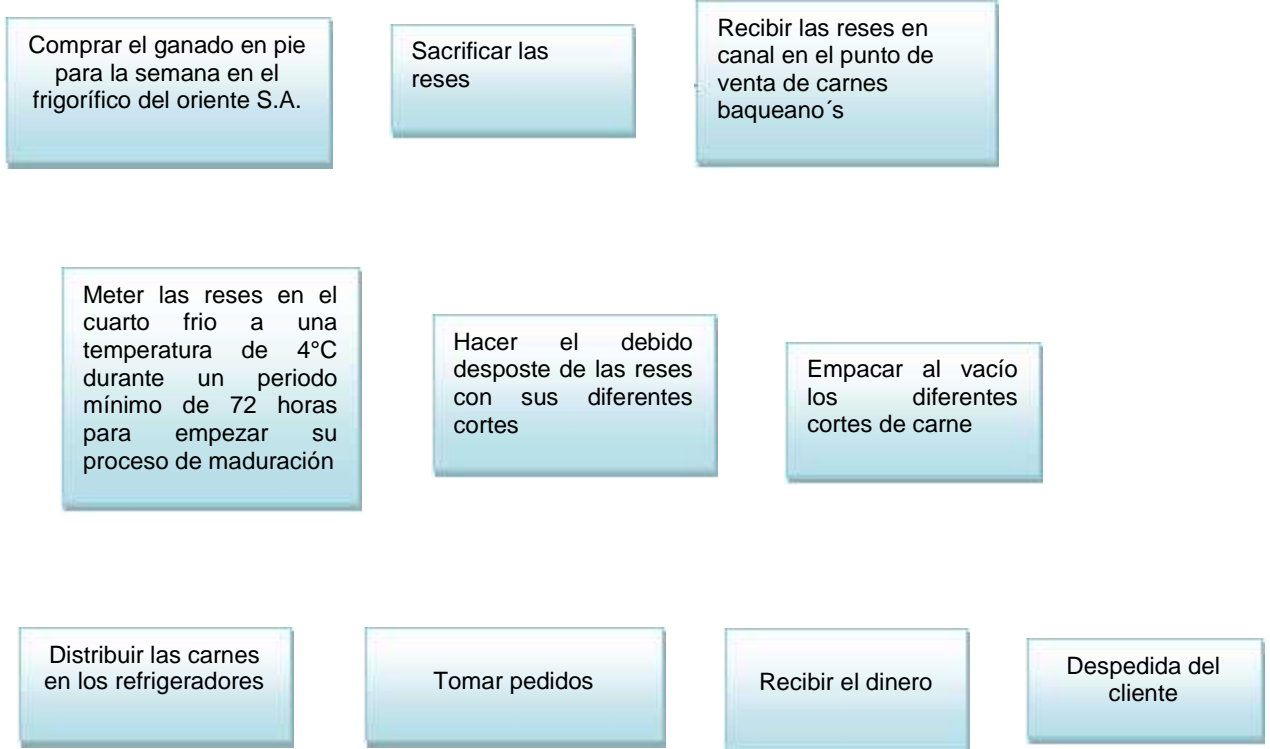 Comprar el ganado en pie
para la semana en el
frigorífico del oriente S.A.
Sacrificar las
reses
Recibir las reses en
canal en el punto de
venta de carnes
baqueano´s
Meter las reses en el
cuarto frio a una
temperatura de 4°C
durante un periodo
mínimo de 72 horas
para empezar su
proceso de maduración
Hacer el debido
desposte de las reses
con sus diferentes
cortes
Empacar al vacío
los diferentes
cortes de carne
Distribuir las carnes
en los refrigeradores
Tomar pedidos
Recibir el dinero
Despedida del
cliente